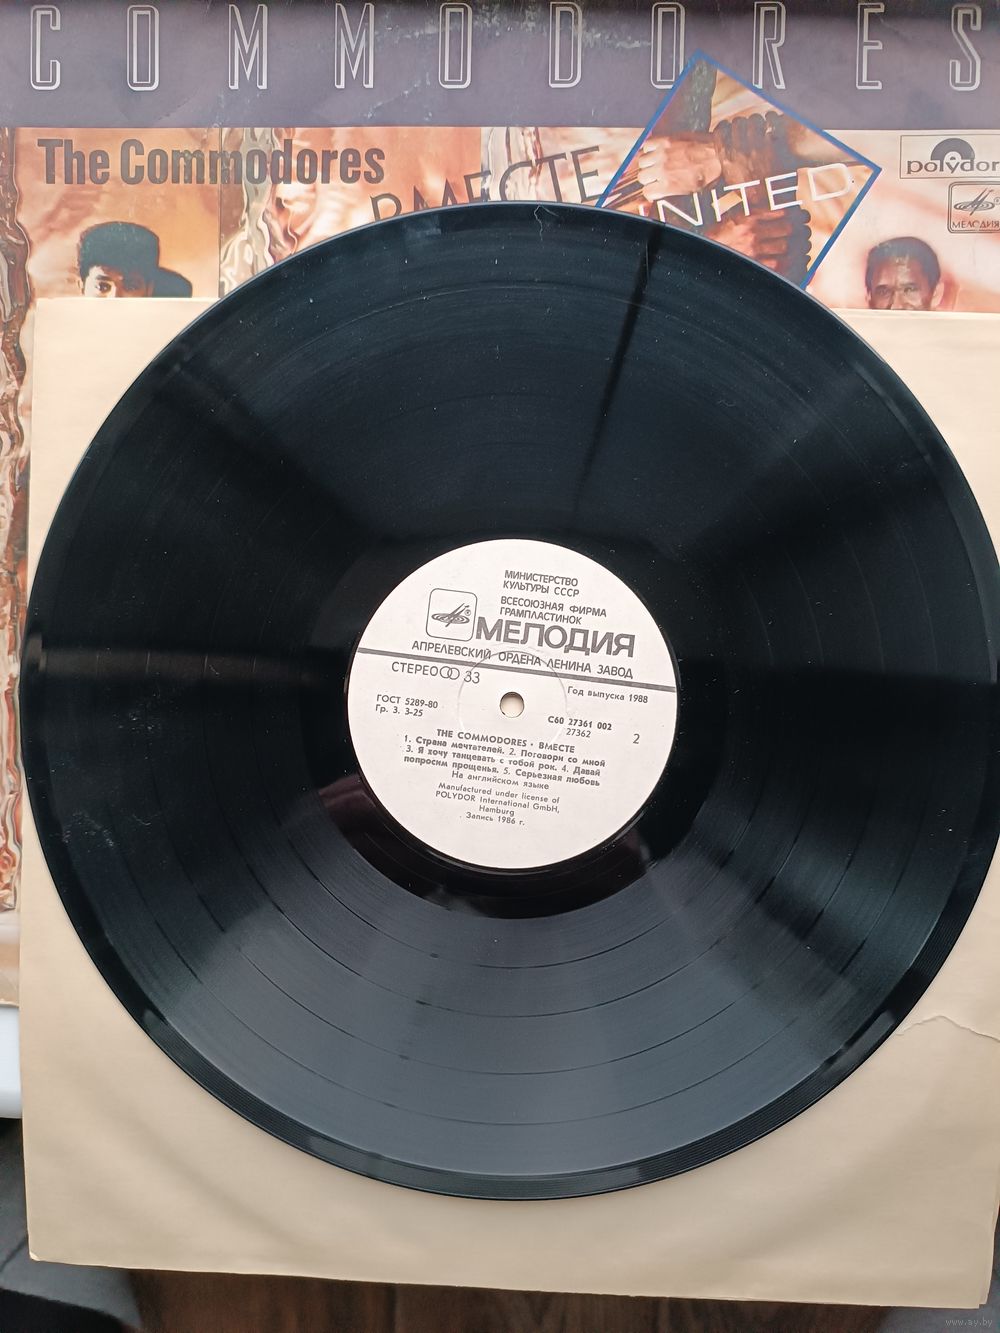 COMMODORES
The Commodores
ВМЕСТЕ
UNITED
polydor
МЕЛОДИЯ
МИНИСТЕРСТВО
КУЛЬТУРЫ СССР
ВСЕСОЮЗНАЯ ФИРМА
ГРАМПЛАСТИНОК
МЕЛОДИЯ
АПРЕЛЕВСКИЙ ОРДЕНА ЛЕНИНА ЗАВОД
СТЕРЕО 33
Год выпуска 1988
ГОСТ 5289-80
Гр. 3. 3-25
С60 27361 002
27362
2
THE COMMODORES • ВМЕСТЕ
1. Страна мечтателей. 2. Поговори со мной
3. Я хочу танцевать с тобой рок. 4. Давай
попросим прощенья. 5. Серьезная любовь
На английском языке
Manufactured under license of
POLYDOR International GmbH,
Hamburg
Запись 1986 г.
www.ay.by